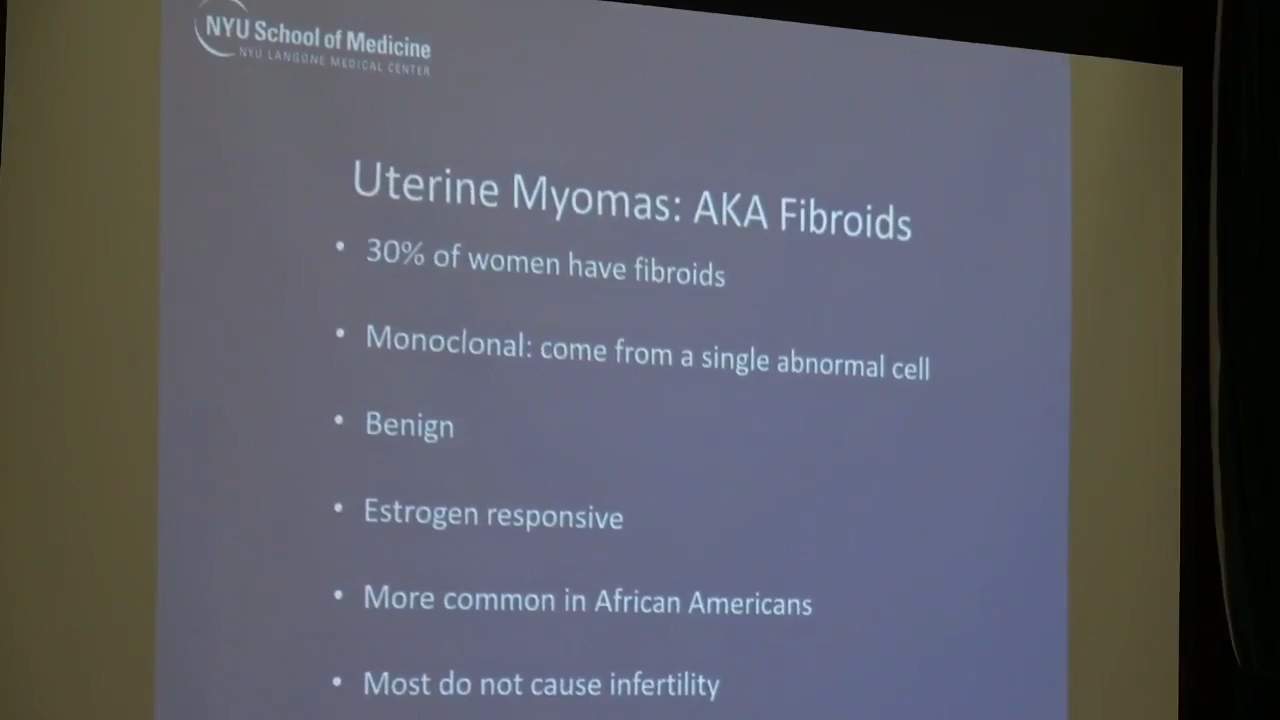 NYU School of Medicine
NYU LANGONE MEDICAL CENTER
Uterine Myomas: AKA Fibroids
• 30% of women have fibroids
• Monoclonal: come from a single abnormal cell
• Benign
• Estrogen responsive
• More common in African Americans
• Most do not cause infertility